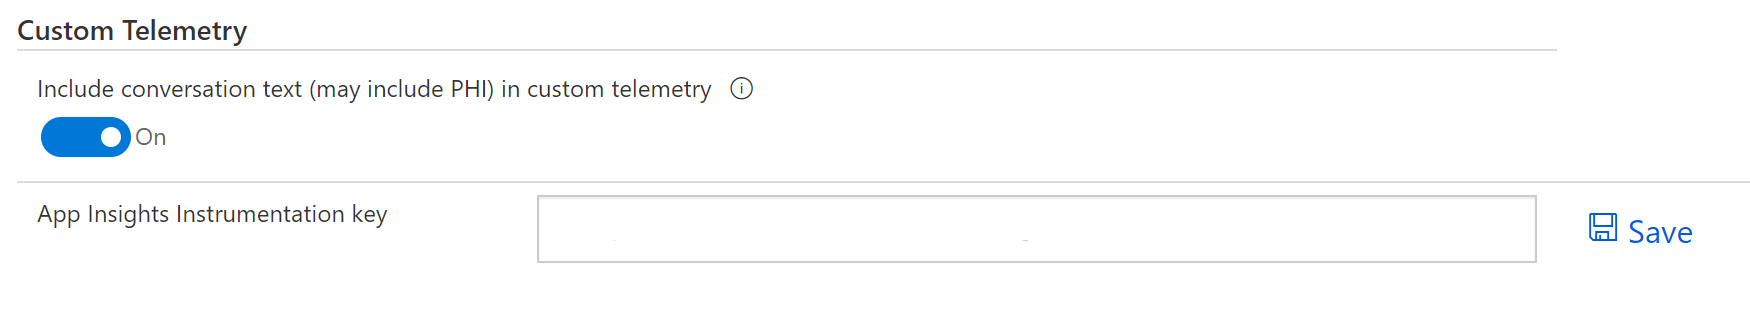 Custom Telemetry
Include conversation text (may include PHI) in custom telemetry
On
App Insights Instrumentation key
Save